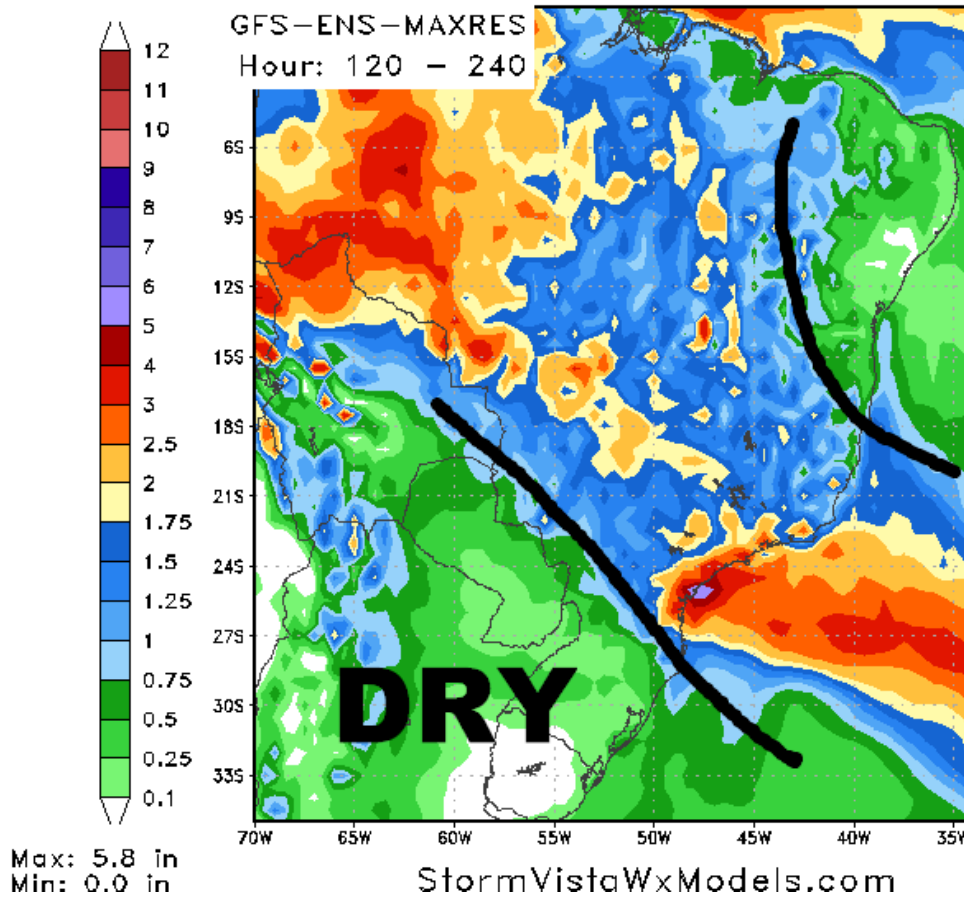 GFS-ENS-MAXRES
Hour: 120 - 240
12
11
10
9
8
7
6
5
4
3
2.5
2
1.75
1.5
1.25
1
0.75
0.5
0.25
0.1
6S
9S
12S
15S
18S
21S
24S
27S
30S
33S
DRY
70W 65W 60W 55W 50W 45W 40W 35W
Max: 5.8 in
Min: 0.0 in
StormVistaWxModels.com